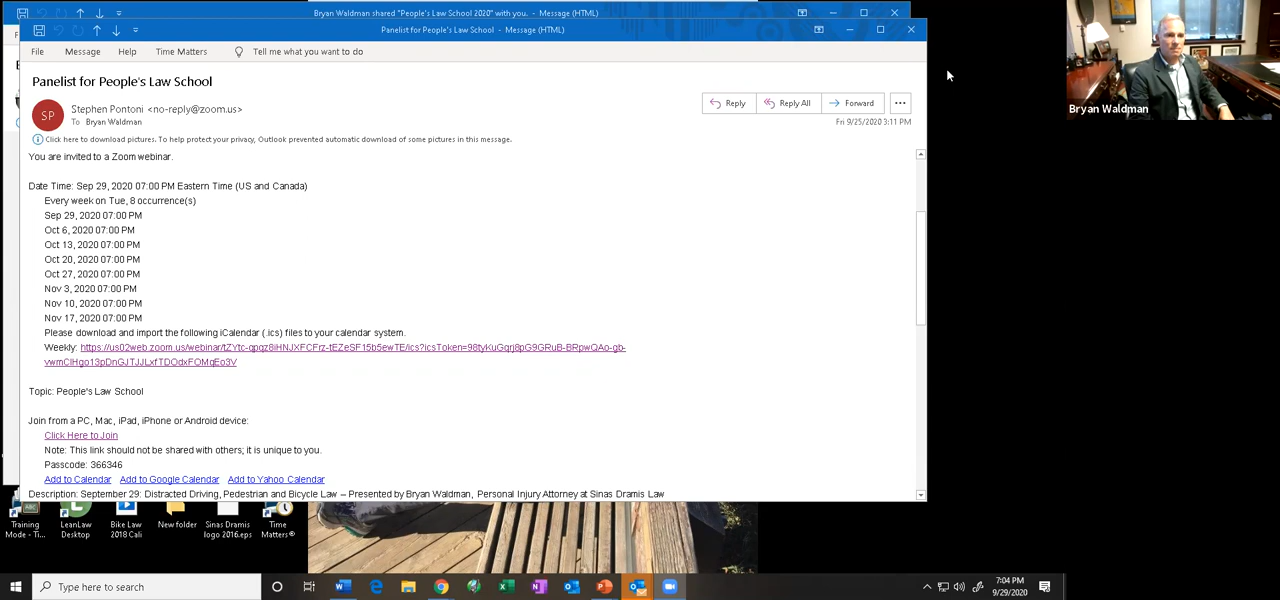 Bryan Waldman shared "People's Law School 2020" with you. - Message (HTML)
Panelist for People's Law School - Message (HTML)
File Message Help Time Matters Tell me what you want to do
Panelist for People's Law School
SP
Stephen Pontoni <no-reply@zoom.us>
To Bryan Waldman
Reply Reply All Forward
Fri 9/25/2020 3:11 PM
Click here to download pictures. To help protect your privacy, Outlook prevented automatic download of some pictures in this message.
You are invited to a Zoom webinar.
Date Time: Sep 29, 2020 07:00 PM Eastern Time (US and Canada)
Every week on Tue, 8 occurrence(s)
Sep 29, 2020 07:00 PM
Oct 6, 2020 07:00 PM
Oct 13, 2020 07:00 PM
Oct 20, 2020 07:00 PM
Oct 27, 2020 07:00 PM
Nov 3, 2020 07:00 PM
Nov 10, 2020 07:00 PM
Nov 17, 2020 07:00 PM
Please download and import the following iCalendar (.ics) files to your calendar system.
Weekly:
Topic: People's Law School
Join from a PC, Mac, iPad, iPhone or Android device:
Click Here to Join
Note: This link should not be shared with others; it is unique to you.
Passcode: 366346
Add to Calendar Add to Google Calendar Add to Yahoo Calendar
Description: September 29: Distracted Driving, Pedestrian and Bicycle Law -- Presented by Bryan Waldman, Personal Injury Attorney at Sinas Dramis Law
Bryan Waldman
Training Mode - Ti...
LeanLaw Desktop
Bike Law 2018 Cali
New folder
Sinas Dramis logo 2016.eps
Time Matters®
Type here to search
7:04 PM
9/29/2020